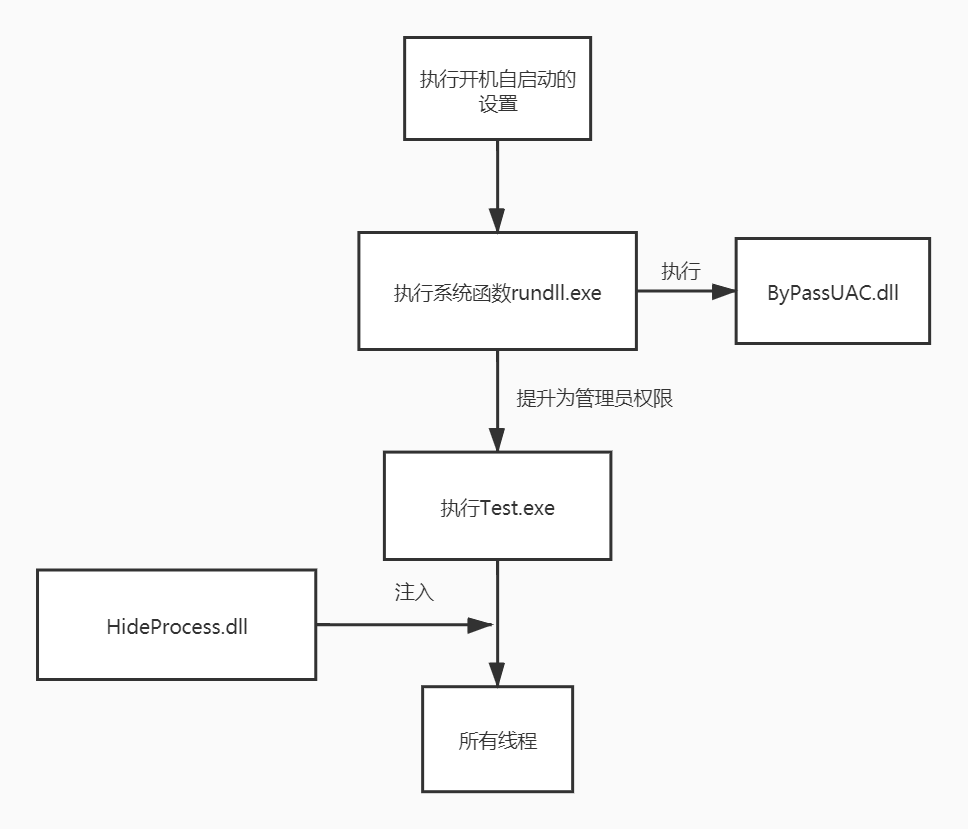 执行开机自启动的
设置
执行系统函数rundll.exe
执行
ByPassUAC.dll
提升为管理员权限
执行Test.exe
注入
HideProcess.dll
所有线程